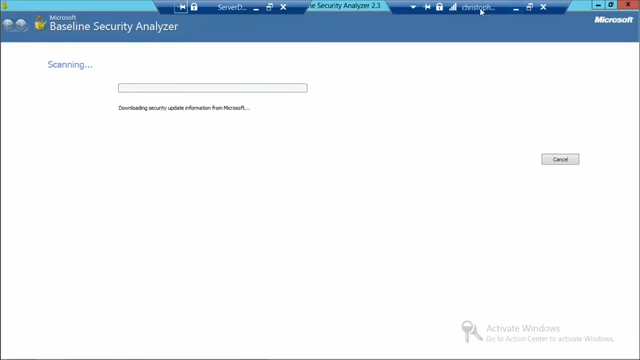 ServerD...
ne Security Analyzer 2.3
christoph...
Microsoft
Baseline Security Analyzer
Microsoft
Scanning...
Downloading security update information from Microsoft...
Cancel
Activate Windows
Go to Action Center to activate Windows.